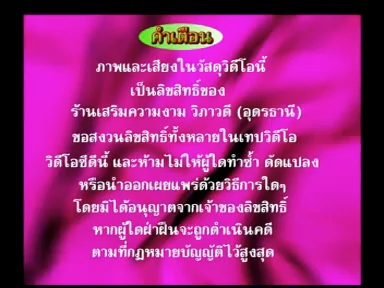 คำเตือน
ภาพและเสียงในวัสดุวิดีโอนี้
เป็นลิขสิทธิ์ของ
ร้านเสริมความงาม วิภาวดี (อุดรธานี)
ขอสงวนลิขสิทธิ์ทั้งหลายในเทปวิดีโอ
วิดีโอซีดีนี้ และห้ามไม่ให้ผู้ใดทำซ้ำ ดัดแปลง
หรือนำออกเผยแพร่ด้วยวิธีการใดๆ
โดยมิได้อนุญาตจากเจ้าของลิขสิทธิ์
หากผู้ใดฝ่าฝืนจะถูกดำเนินคดี
ตามที่กฎหมายบัญญัติไว้สูงสุด